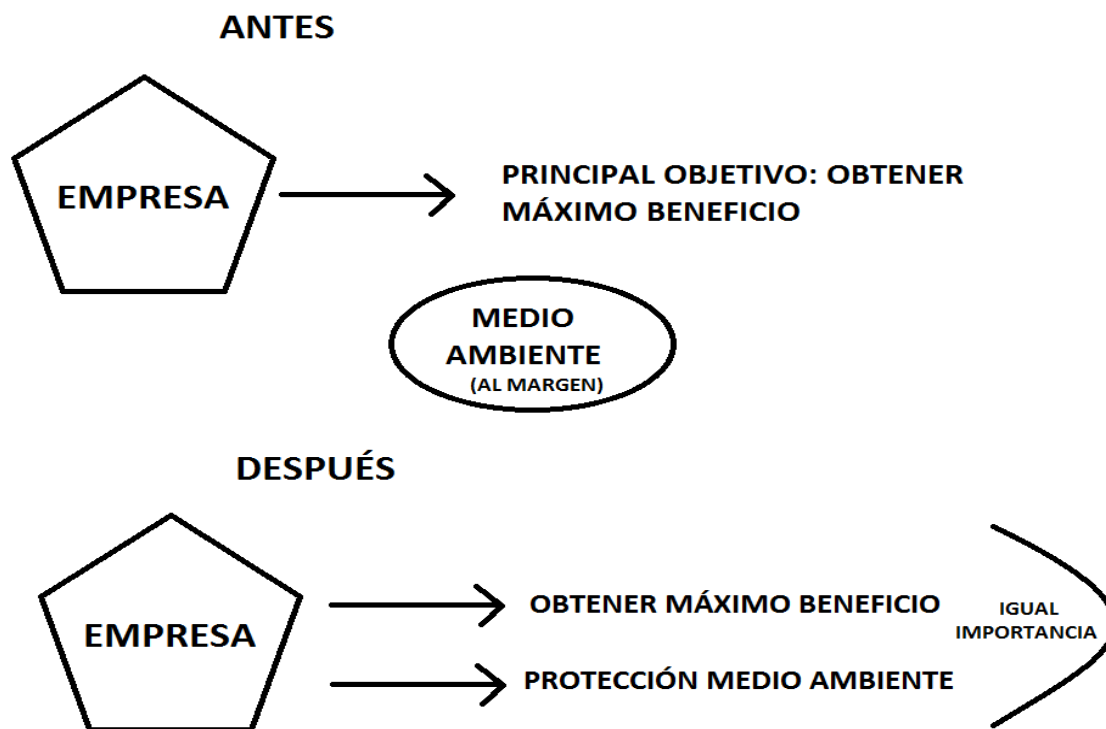 ANTES
EMPRESA
PRINCIPAL OBJETIVO: OBTENER
MÁXIMO BENEFICIO
MEDIO
AMBIENTE
(AL MARGEN)
DESPUÉS
EMPRESA
OBTENER MÁXIMO BENEFICIO
PROTECCIÓN MEDIO AMBIENTE
IGUAL
IMPORTANCIA